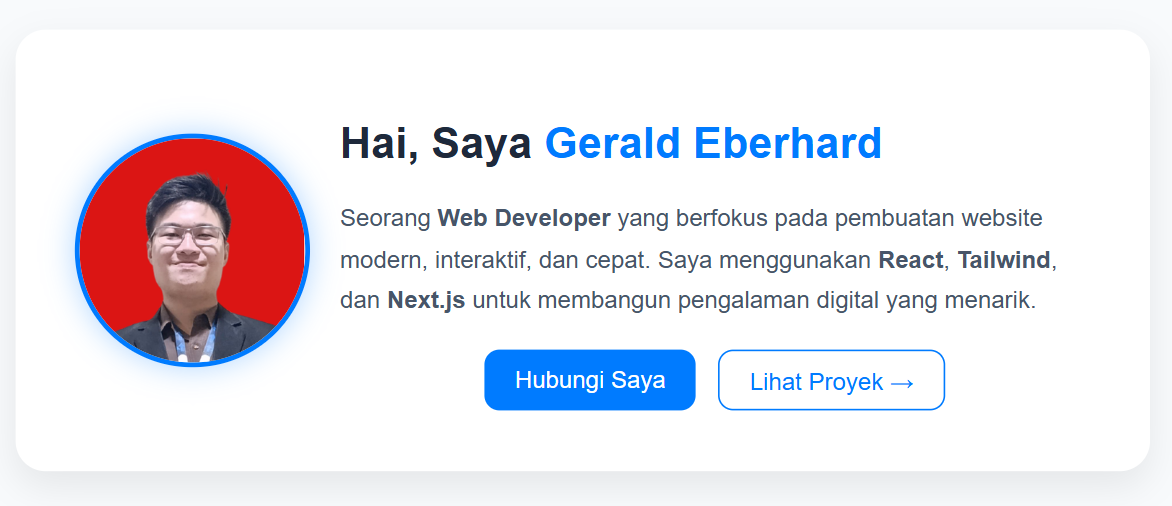 Hai, Saya Gerald Eberhard
Seorang Web Developer yang berfokus pada pembuatan website
modern, interaktif, dan cepat. Saya menggunakan React, Tailwind,
dan Next.js untuk membangun pengalaman digital yang menarik.
Hubungi Saya
Lihat Proyek →